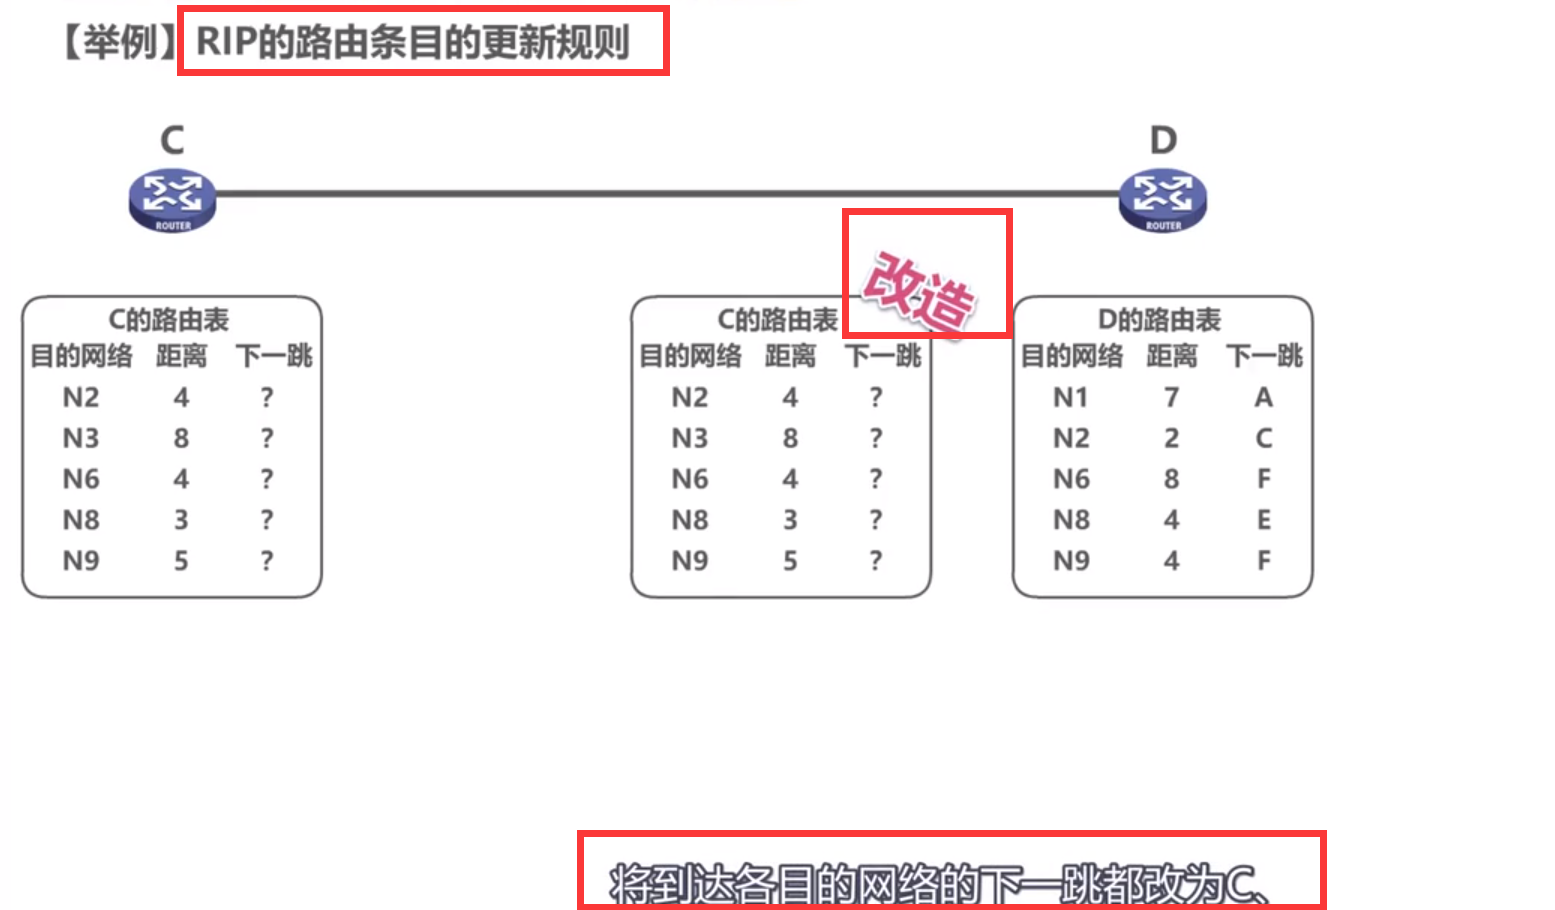 【举例】RIP的路由条目的更新规则
C
D
ROUTER
ROUTER
改造
C的路由表
目的网络 距离 下一跳
N2 4 ?
N3 8 ?
N6 4 ?
N8 3 ?
N9 5 ?
C的路由表
目的网络 距离 下一跳
N2 4 ?
N3 8 ?
N6 4 ?
N8 3 ?
N9 5 ?
D的路由表
目的网络 距离 下一跳
N1 7 A
N2 2 C
N6 8 F
N8 4 E
N9 4 F
将到达各目的网络的下一跳都改为C、